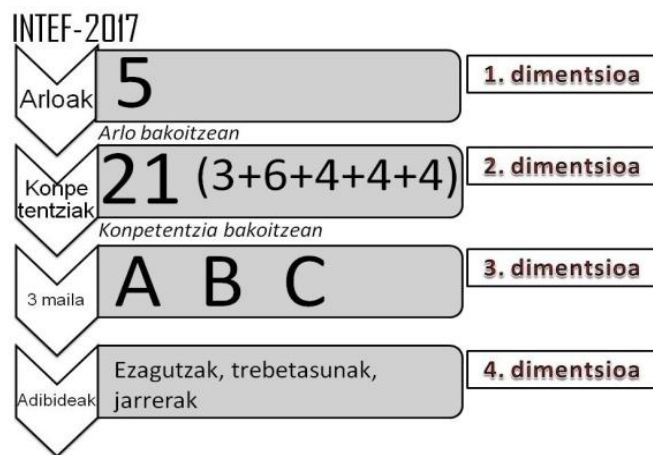 INTEF-2017
Arloak
5
1. dimentsioa
Arlo bakoitzean
Konpe
tentziak
21 (3+6+4+4+4)
2. dimentsioa
Konpetentzia bakoitzean
3 maila
A B C
3. dimentsioa
Adibideak
Ezagutzak, trebetasunak,
jarrerak
4. dimentsioa